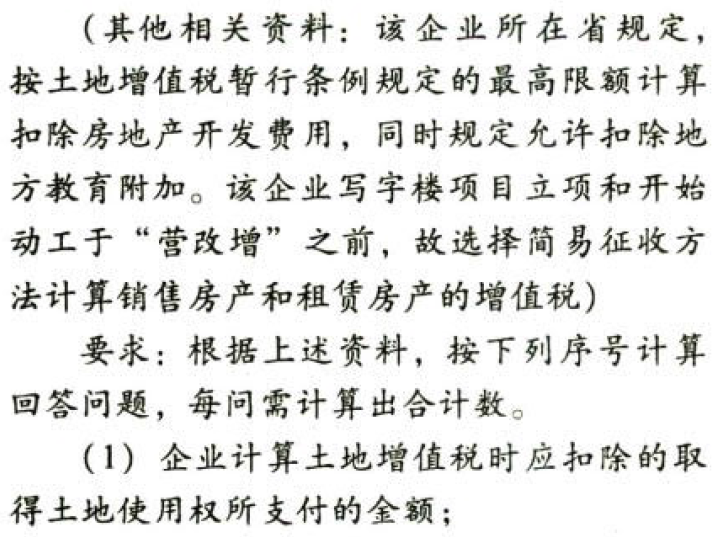 （其他相关资料：该企业所在省规定，
按土地增值税暂行条例规定的最高限额计算
扣除房地产开发费用，同时规定允许扣除地
方教育附加。该企业写字楼项目立项和开始
动工于“营改增”之前，故选择简易征收方
法计算销售房产和租赁房产的增值税）
要求：根据上述资料，按下列序号计算
回答问题，每问需计算出合计数。
（1）企业计算土地增值税时应扣除的取
得土地使用权所支付的金额；